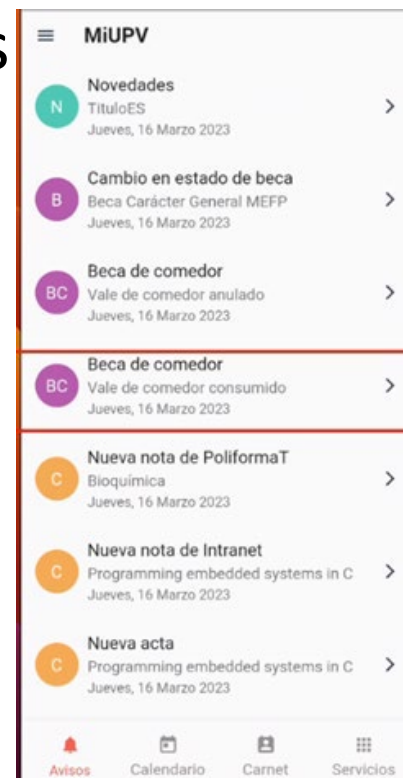 s
MiUPV
Novedades
N
TituloES
Jueves, 16 Marzo 2023
Cambio en estado de beca
B
Beca Carácter General MEFP
Jueves, 16 Marzo 2023
Beca de comedor
BC
Vale de comedor anulado
Jueves, 16 Marzo 2023
Beca de comedor
BC
Vale de comedor consumido
Jueves, 16 Marzo 2023
Nueva nota de PoliformaT
C
Bioquímica
Jueves, 16 Marzo 2023
Nueva nota de Intranet
C
Programming embedded systems in C
Jueves, 16 Marzo 2023
Nueva acta
C
Programming embedded systems in C
Jueves, 16 Marzo 2023
Avisos Calendario Carnet Servicios